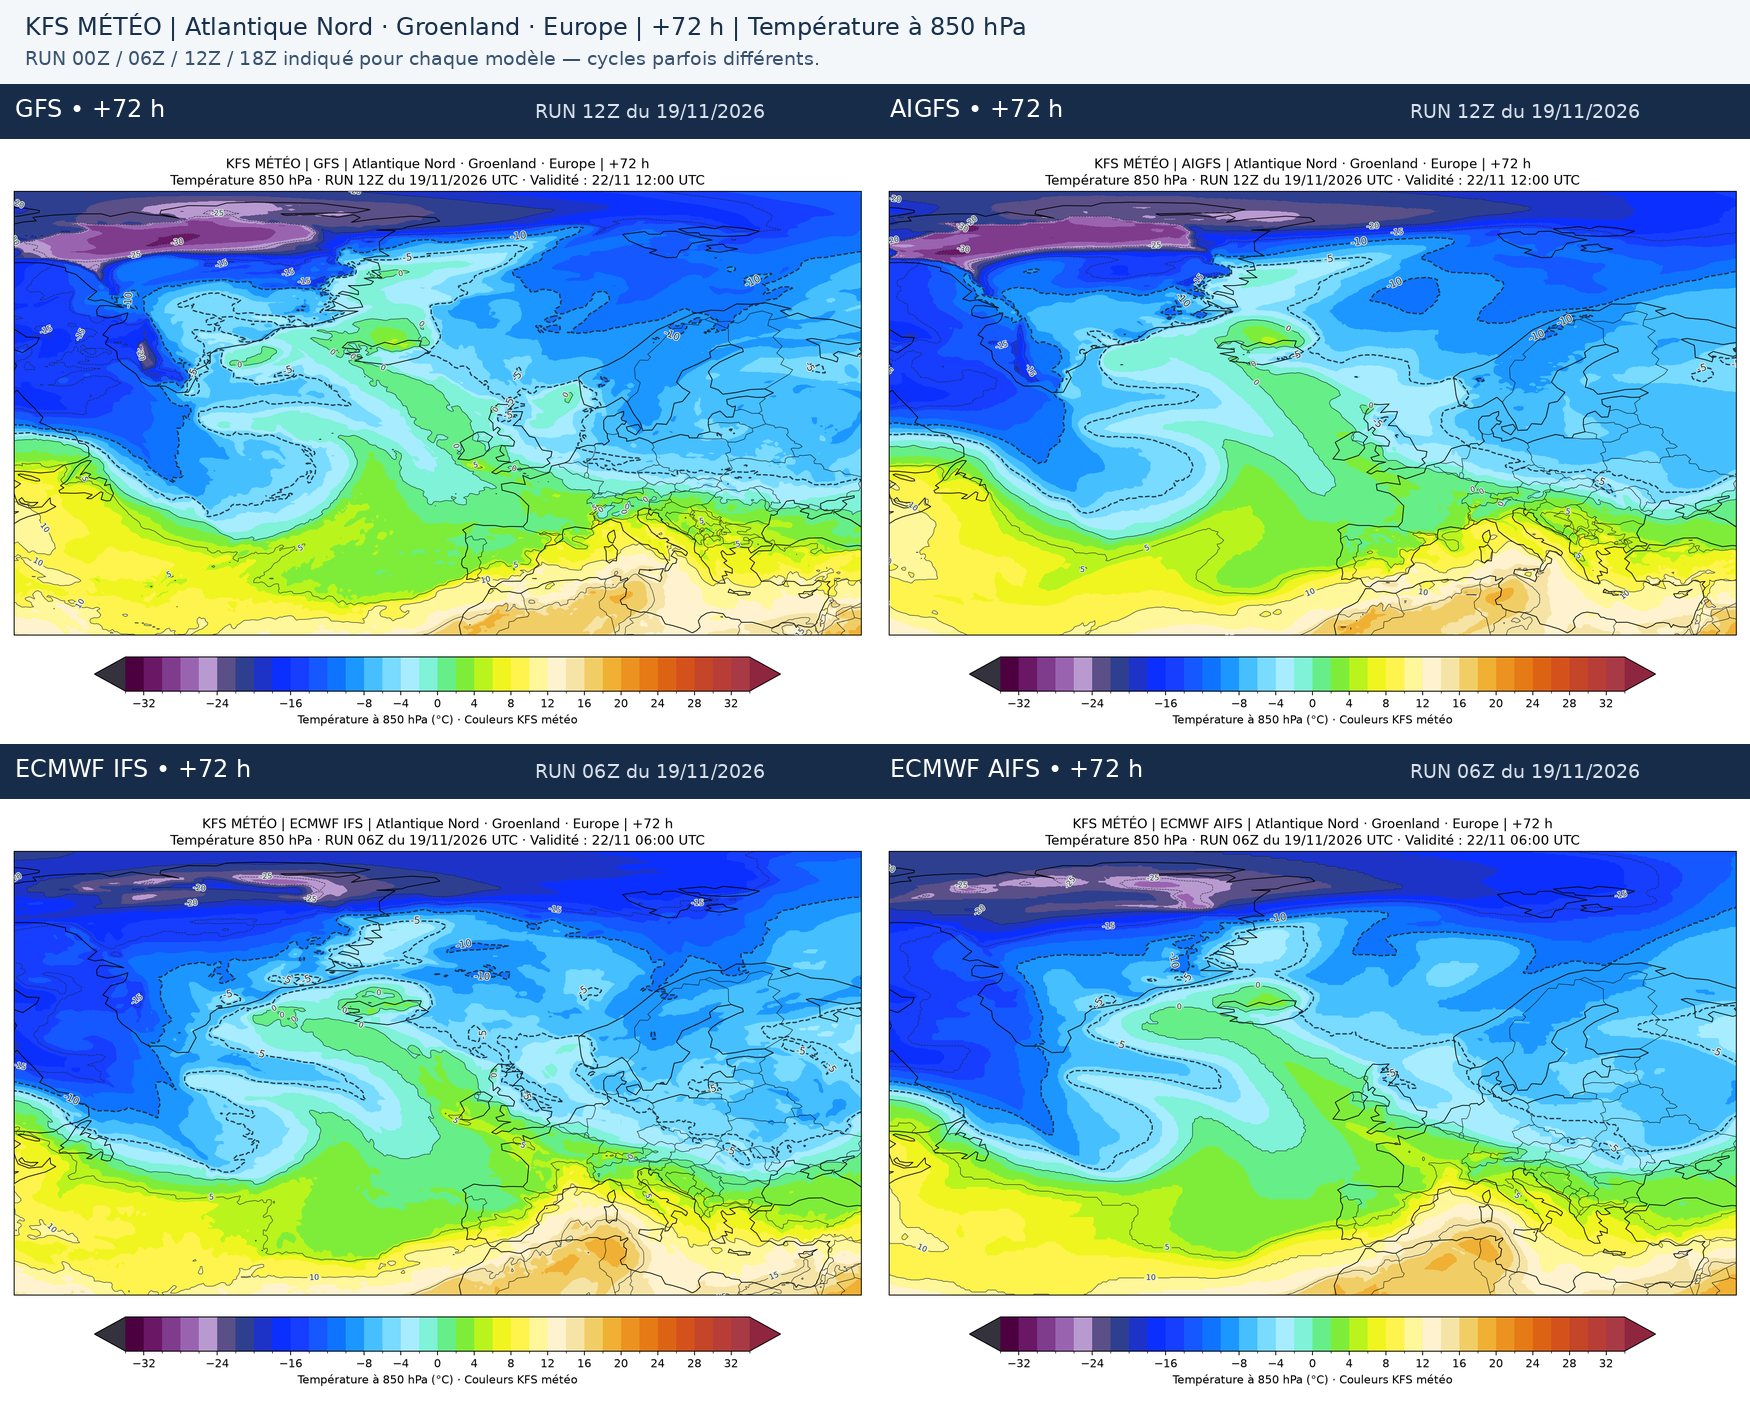 KFS MÉTÉO | Atlantique Nord · Groenland · Europe | +72 h | Température à 850 hPa
RUN 00Z / 06Z / 12Z / 18Z indiqué pour chaque modèle — cycles parfois différents.
GFS • +72 h
RUN 12Z du 19/11/2026
KFS MÉTÉO | GFS | Atlantique Nord · Groenland · Europe | +72 h
Température 850 hPa · RUN 12Z du 19/11/2026 UTC · Validité : 22/11 12:00 UTC
−32 −24 −16 −8 −4 0 4 8 12 16 20 24 28 32
Température à 850 hPa (°C) · Couleurs KFS météo
AIGFS • +72 h
RUN 12Z du 19/11/2026
KFS MÉTÉO | AIGFS | Atlantique Nord · Groenland · Europe | +72 h
Température 850 hPa · RUN 12Z du 19/11/2026 UTC · Validité : 22/11 12:00 UTC
−32 −24 −16 −8 −4 0 4 8 12 16 20 24 28 32
Température à 850 hPa (°C) · Couleurs KFS météo
ECMWF IFS • +72 h
RUN 06Z du 19/11/2026
KFS MÉTÉO | ECMWF IFS | Atlantique Nord · Groenland · Europe | +72 h
Température 850 hPa · RUN 06Z du 19/11/2026 UTC · Validité : 22/11 06:00 UTC
−32 −24 −16 −8 −4 0 4 8 12 16 20 24 28 32
Température à 850 hPa (°C) · Couleurs KFS météo
ECMWF AIFS • +72 h
RUN 06Z du 19/11/2026
KFS MÉTÉO | ECMWF AIFS | Atlantique Nord · Groenland · Europe | +72 h
Température 850 hPa · RUN 06Z du 19/11/2026 UTC · Validité : 22/11 06:00 UTC
−32 −24 −16 −8 −4 0 4 8 12 16 20 24 28 32
Température à 850 hPa (°C) · Couleurs KFS météo